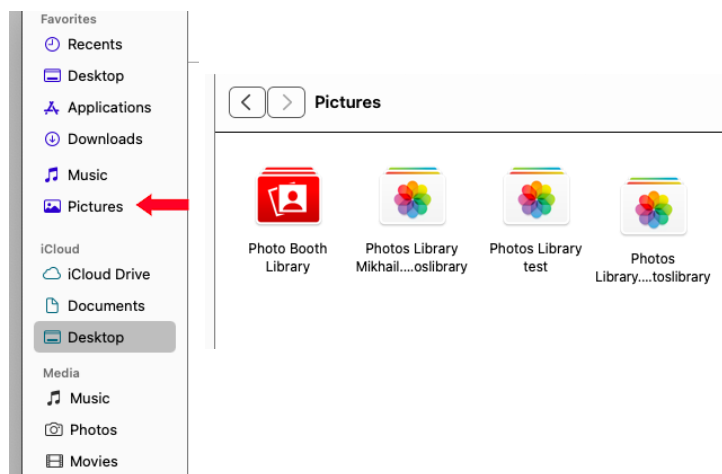 Favorites
Recents
Desktop
Applications
Downloads
Music
Pictures
iCloud
iCloud Drive
Documents
Desktop
Media
Music
Photos
Movies
Pictures
Photo Booth
Library
Photos Library
Mikhail....oslibrary
Photos Library
test
Photos
Library....toslibrary